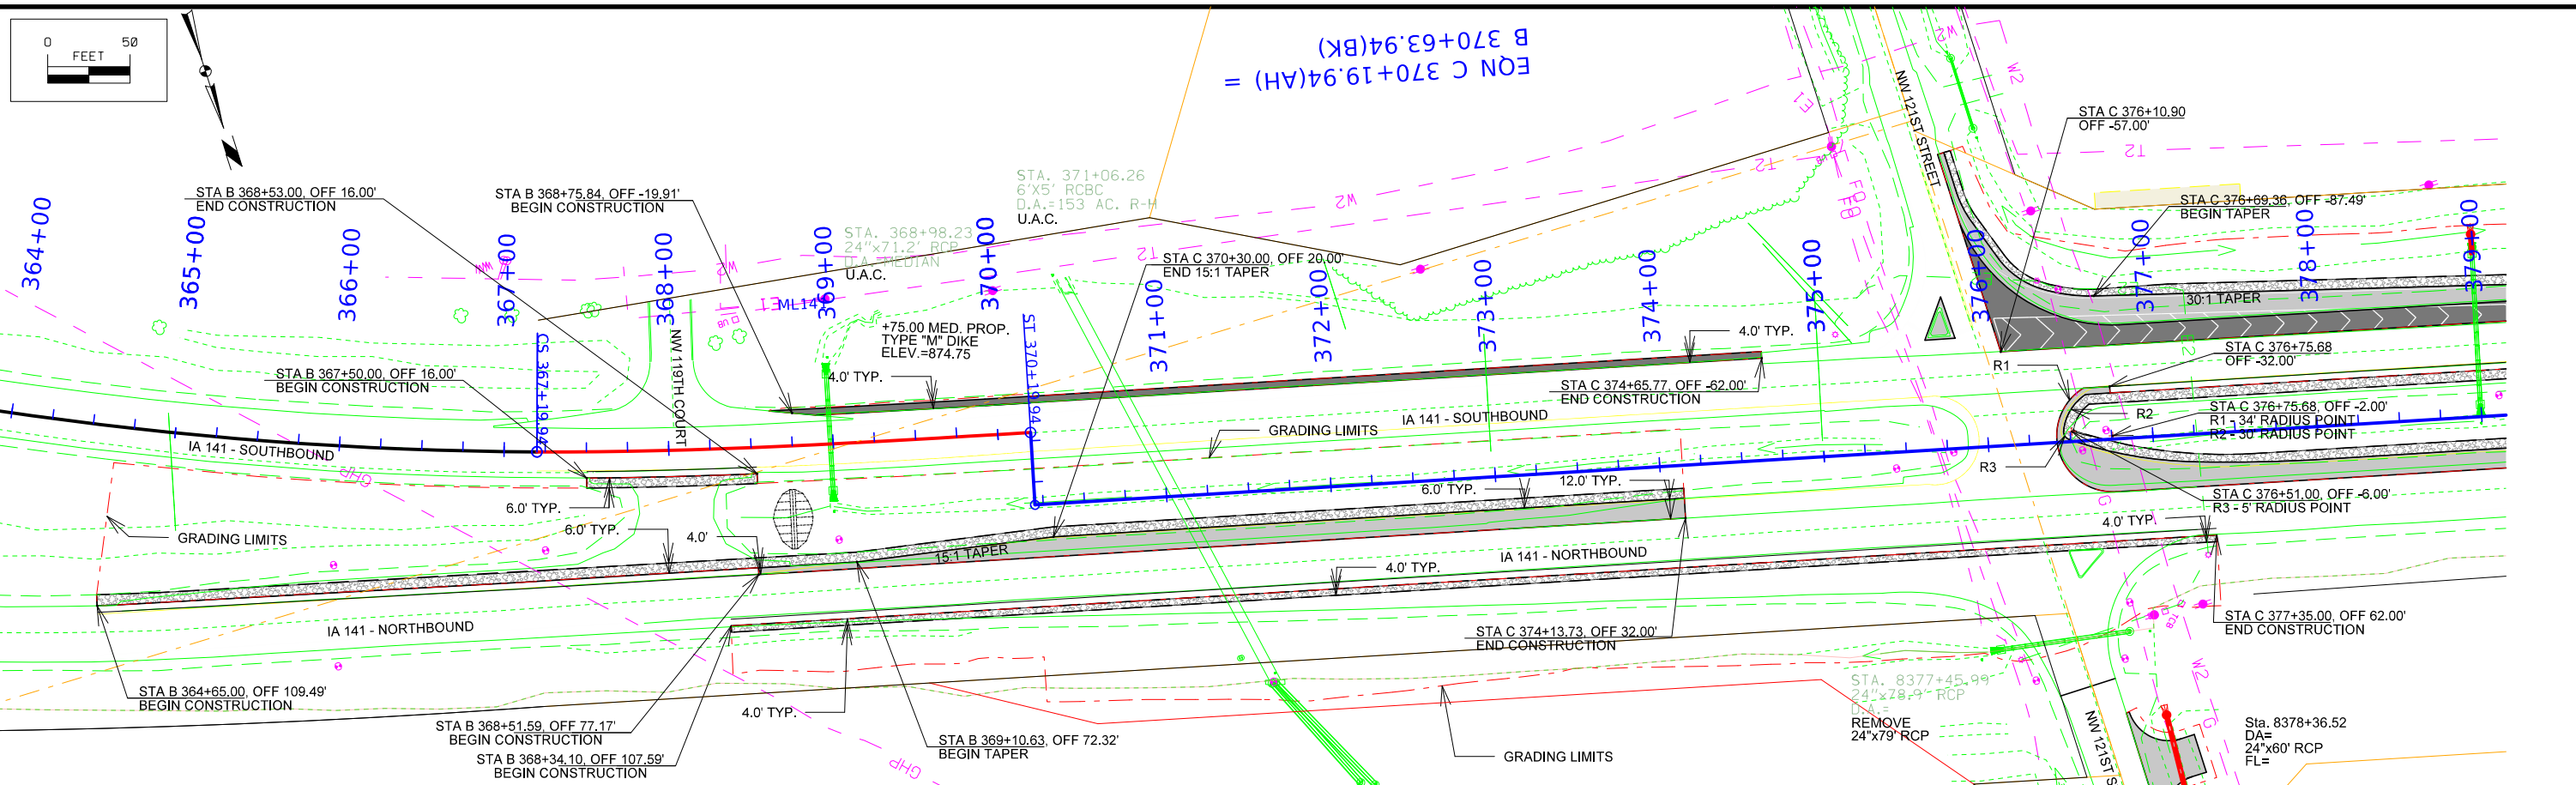 0 50
FEET
EQN C 370+19.94(AH) =
B 370+63.94(BK)
STA B 368+53.00, OFF 16.00'
END CONSTRUCTION
STA B 368+75.84, OFF -19.91'
BEGIN CONSTRUCTION
STA. 371+06.26
6'X5' RCBC
D.A.=153 AC. R-H
U.A.C.
STA. 368+98.23
24"x71.2' RCP
D.A.=MEDIAN
U.A.C.
STA C 370+30.00, OFF 20.00'
END 15:1 TAPER
STA C 376+10.90
OFF -57.00'
STA C 376+69.36, OFF -87.49'
BEGIN TAPER
30:1 TAPER
364+00
365+00
366+00
367+00
368+00
369+00
370+00
371+00
372+00
373+00
374+00
375+00
376+00
377+00
378+00
379+00
CS 367+19.94
ST 370+19.94
NW 119TH COURT
NW 121ST STREET
ML141
+75.00 MED. PROP.
TYPE "M" DIKE
ELEV.=874.75
4.0' TYP.
4.0' TYP.
STA B 367+50.00, OFF 16.00'
BEGIN CONSTRUCTION
STA C 374+65.77, OFF -62.00'
END CONSTRUCTION
STA C 376+75.68
OFF -32.00'
R1
R2
STA C 376+75.68, OFF -2.00'
R1 - 34' RADIUS POINT
R2 - 30' RADIUS POINT
R3
STA C 376+51.00, OFF -6.00'
R3 - 5' RADIUS POINT
IA 141 - SOUTHBOUND
IA 141 - SOUTHBOUND
GRADING LIMITS
6.0' TYP.
12.0' TYP.
6.0' TYP.
GRADING LIMITS
6.0' TYP.
4.0'
15:1 TAPER
IA 141 - NORTHBOUND
4.0' TYP.
4.0' TYP.
IA 141 - NORTHBOUND
STA C 374+13.73, OFF 32.00'
END CONSTRUCTION
STA C 377+35.00, OFF 62.00'
END CONSTRUCTION
STA B 364+65.00, OFF 109.49'
BEGIN CONSTRUCTION
STA B 368+51.59, OFF 77.17'
BEGIN CONSTRUCTION
STA B 368+34.10, OFF 107.59'
BEGIN CONSTRUCTION
4.0' TYP.
STA B 369+10.63, OFF 72.32'
BEGIN TAPER
GRADING LIMITS
STA. 8377+45.99
24"x78.9' RCP
D.A.=
REMOVE
24"x79' RCP
NW 121ST S
Sta. 8378+36.52
DA=
24"x60' RCP
FL=
GHP
GHP
W2
W2
W2
W2
W2
T2
T2
T2
E1
E1
FO
G
G